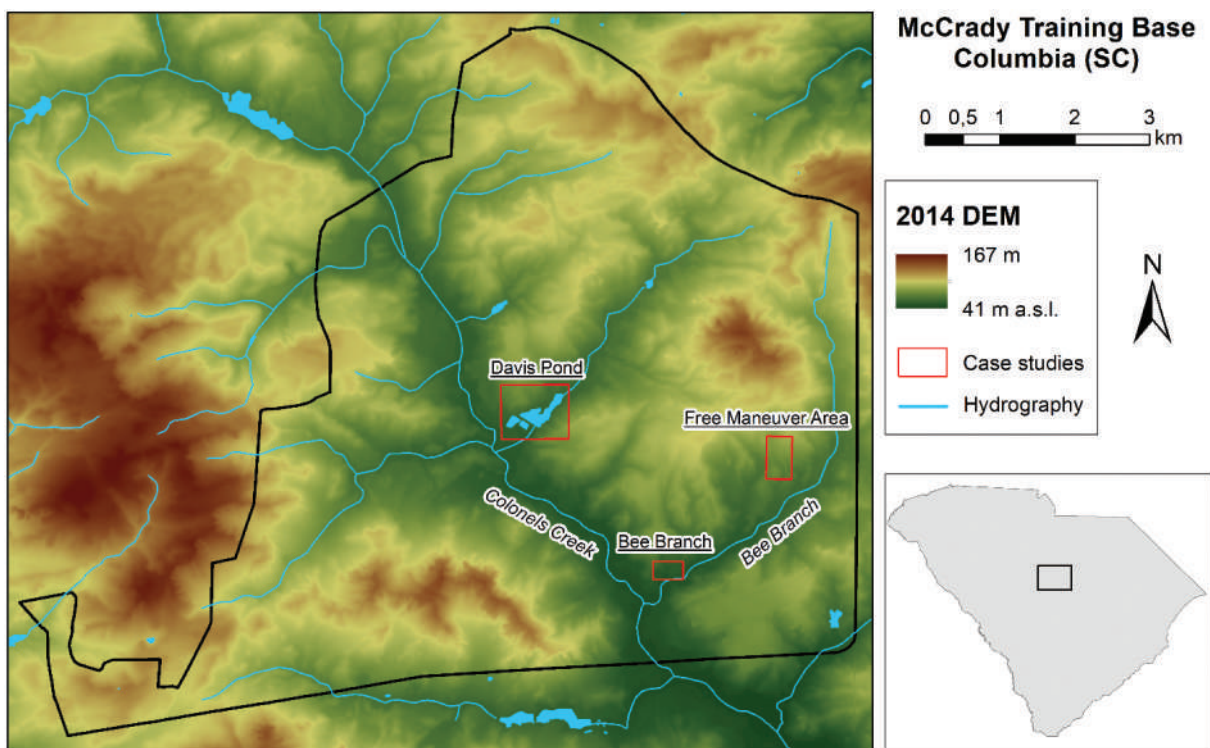 McCrady Training Base
Columbia (SC)
0 0,5 1 2 3
km
2014 DEM
167 m
41 m a.s.l.
Case studies
Hydrography
N
Davis Pond
Free Maneuver Area
Colonels Creek
Bee Branch
Bee Branch